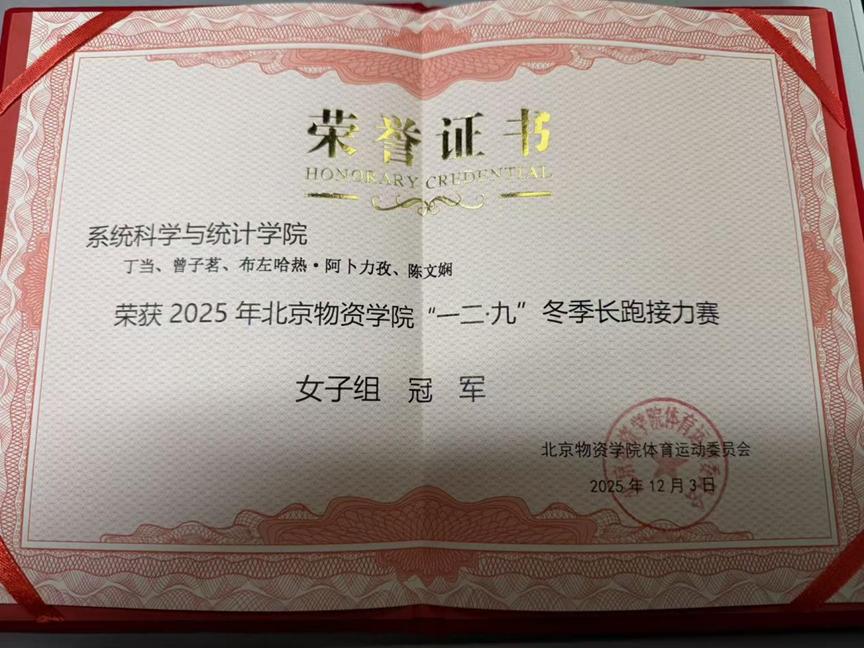 荣誉证书
HONORARY CREDENTIAL
系统科学与统计学院
丁当、曾子茗、布左哈热·阿卜力孜、陈文娴
荣获 2025 年北京物资学院“一二·九”冬季长跑接力赛
女子组 冠 军
北京物资学院体育运动委员会
2025 年 12 月 3 日